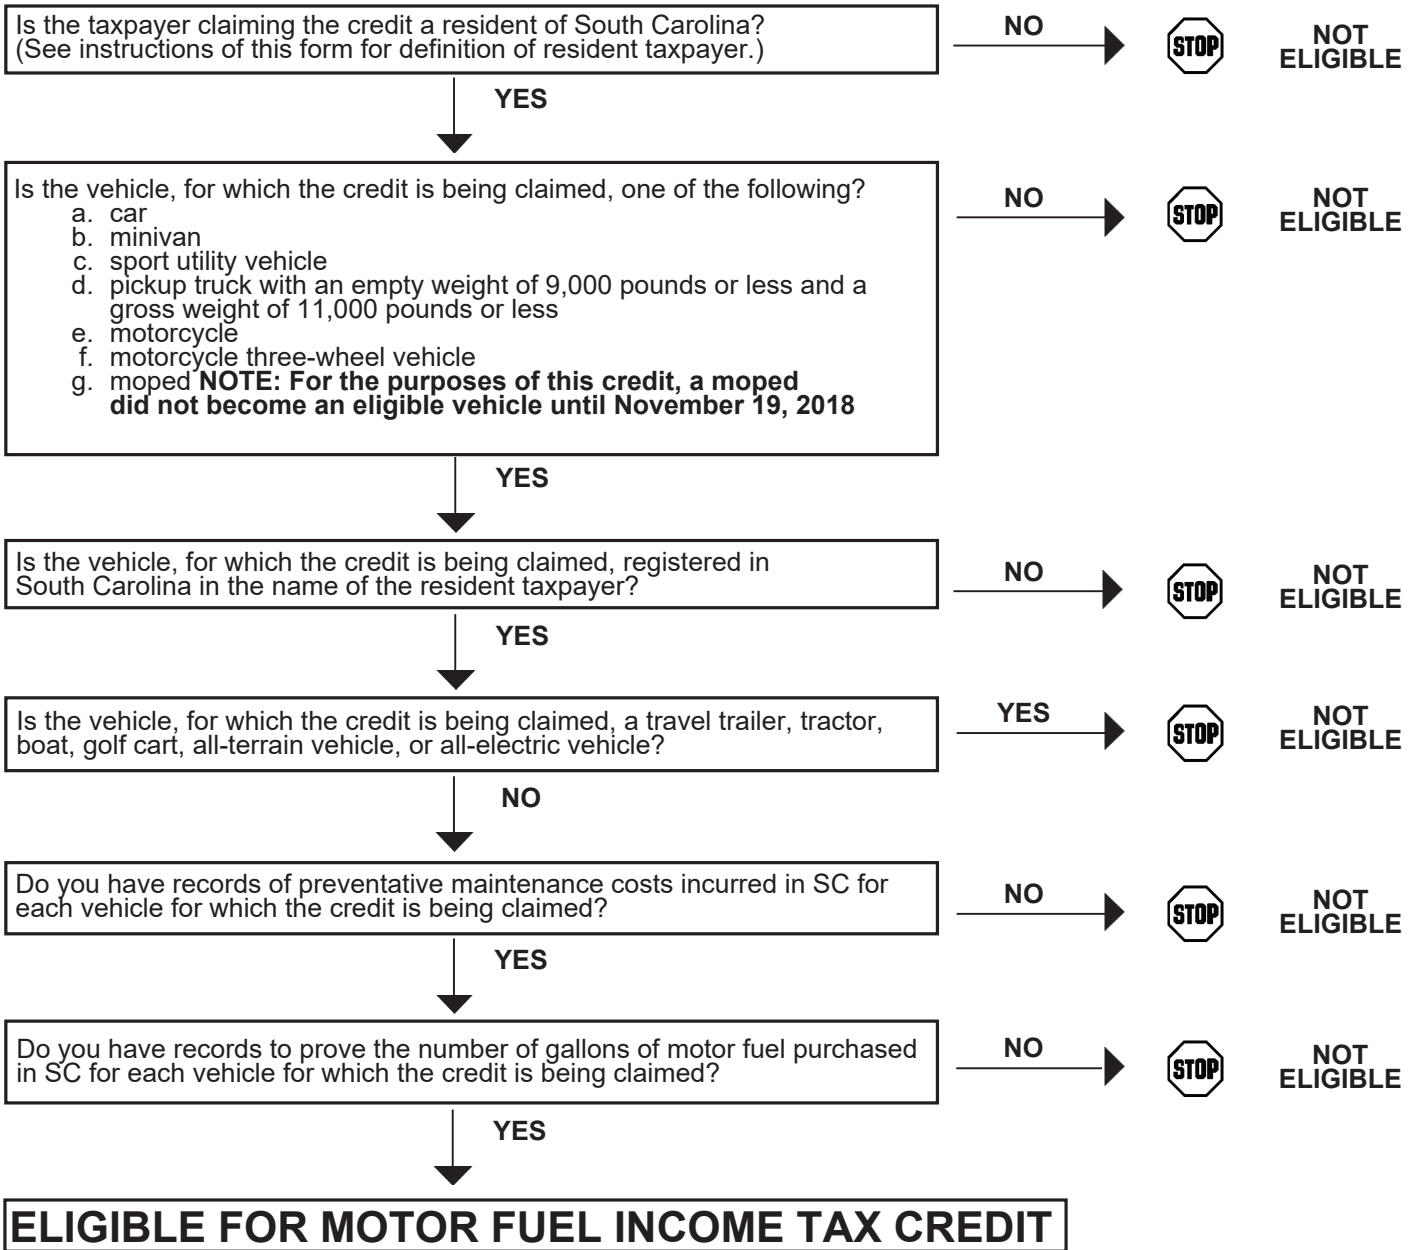 Is the taxpayer claiming the credit a resident of South Carolina?
(See instructions of this form for definition of resident taxpayer.)
NO
STOP
NOT
ELIGIBLE
YES
Is the vehicle, for which the credit is being claimed, one of the following?
a. car
b. minivan
c. sport utility vehicle
d. pickup truck with an empty weight of 9,000 pounds or less and a
gross weight of 11,000 pounds or less
e. motorcycle
f. motorcycle three-wheel vehicle
g. moped NOTE: For the purposes of this credit, a moped
did not become an eligible vehicle until November 19, 2018
NO
STOP
NOT
ELIGIBLE
YES
Is the vehicle, for which the credit is being claimed, registered in
South Carolina in the name of the resident taxpayer?
NO
STOP
NOT
ELIGIBLE
YES
Is the vehicle, for which the credit is being claimed, a travel trailer, tractor,
boat, golf cart, all-terrain vehicle, or all-electric vehicle?
YES
STOP
NOT
ELIGIBLE
NO
Do you have records of preventative maintenance costs incurred in SC for
each vehicle for which the credit is being claimed?
NO
STOP
NOT
ELIGIBLE
YES
Do you have records to prove the number of gallons of motor fuel purchased
in SC for each vehicle for which the credit is being claimed?
NO
STOP
NOT
ELIGIBLE
YES
ELIGIBLE FOR MOTOR FUEL INCOME TAX CREDIT